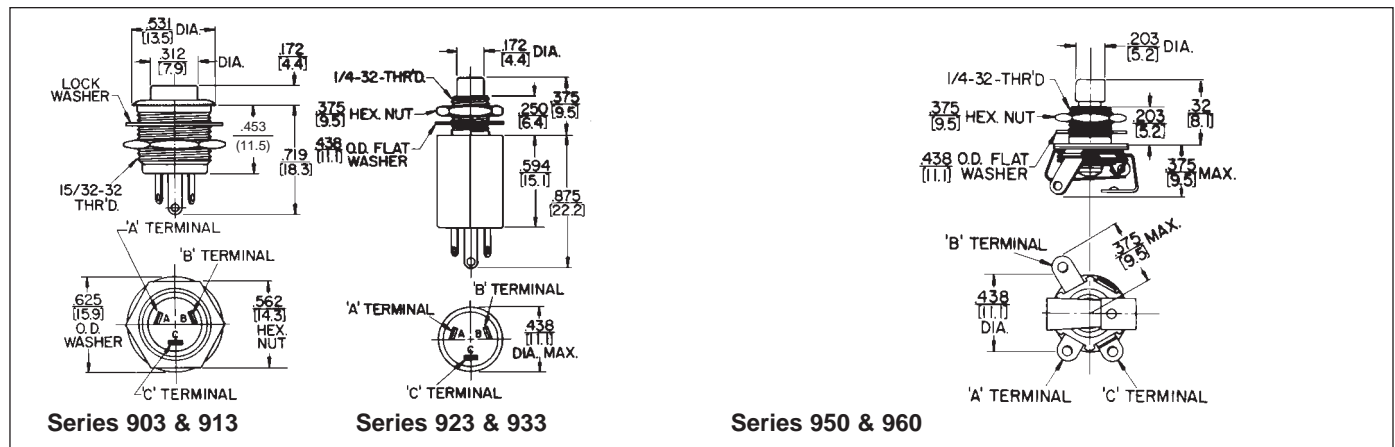 .531
[13.5] DIA.
.312
[7.9] DIA.
.172
[4.4]
LOCK
WASHER
.453
(11.5)
.719
[18.3]
15/32-32
THR'D.
'A' TERMINAL
'B' TERMINAL
.625
[15.9]
O.D.
WASHER
A B
C
.562
[14.3]
HEX.
NUT
'C' TERMINAL
Series 903 & 913
.172
[4.4] DIA.
1/4-32-THR'D.
.375
[9.5] HEX. NUT
.250
[6.4]
.375
[9.5]
.438
[11.1] O.D. FLAT
WASHER
.594
[15.1]
.875
[22.2]
'B' TERMINAL
'A' TERMINAL
A B
C
.438
[11.1]
DIA. MAX.
'C' TERMINAL
Series 923 & 933
.203
[5.2] DIA.
1/4-32-THR'D
.375
[9.5] HEX. NUT
.203
[5.2]
.32
[8.1]
.438
[11.1] O.D. FLAT
WASHER
.375
[9.5] MAX.
'B' TERMINAL
.375
[9.5] MAX.
.438
[11.1]
DIA.
'A' TERMINAL
'C' TERMINAL
Series 950 & 960